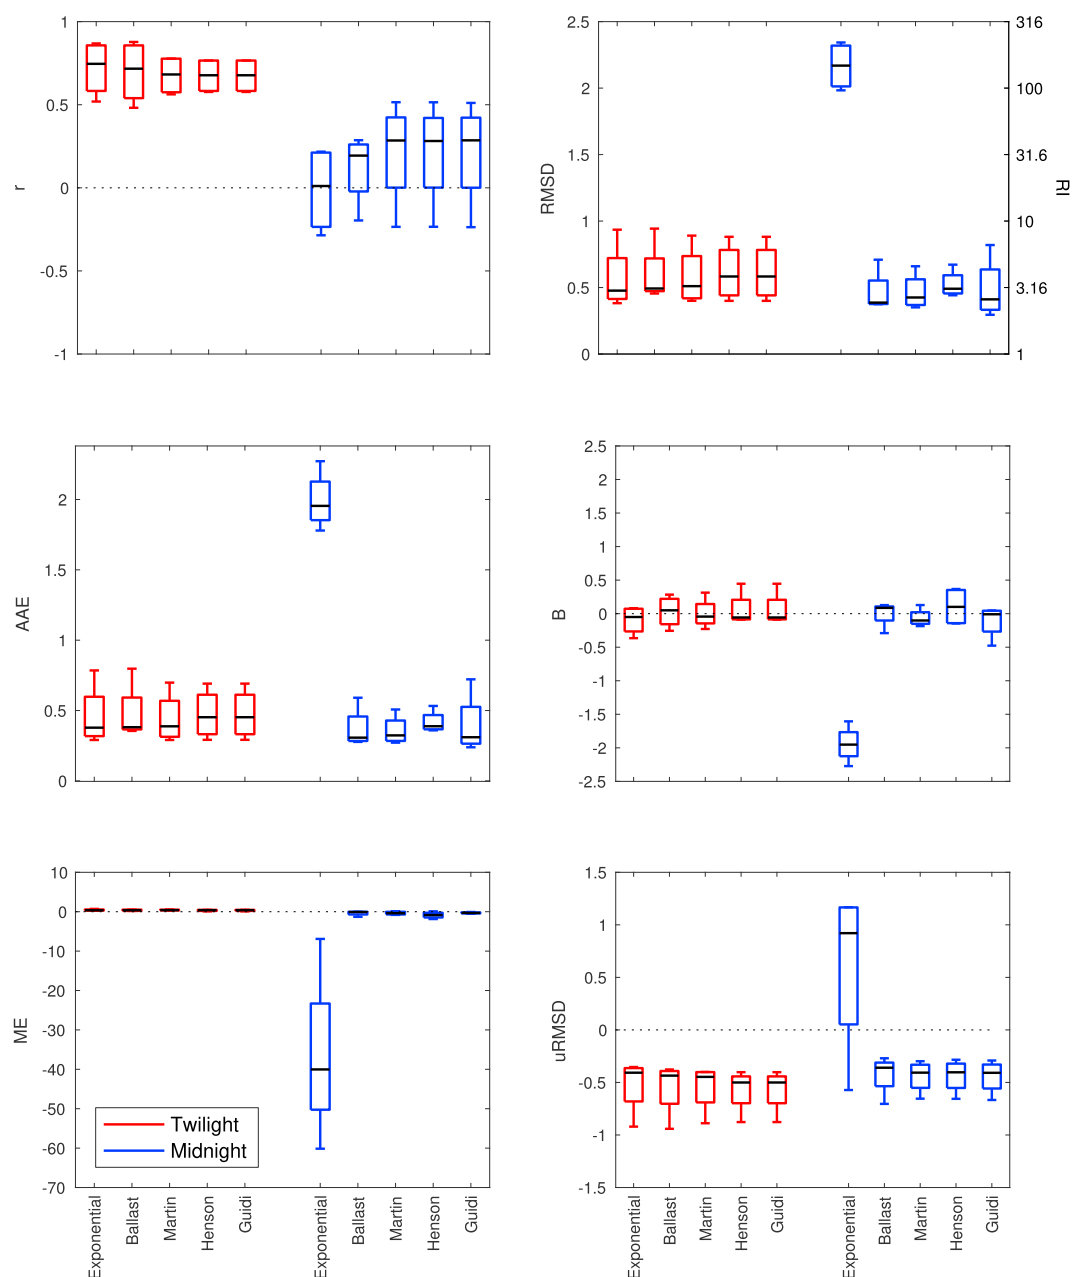 1
0.5
0
-0.5
-1
r
2.5
2
1.5
1
0.5
0
RMSD
316
100
31.6
10
3.16
1
RI
2
1.5
1
0.5
0
AAE
2.5
2
1.5
1
0.5
0
-0.5
-1
-1.5
-2
-2.5
B
10
0
-10
-20
-30
-40
-50
-60
-70
ME
Twilight
Midnight
Exponential
Ballast
Martin
Henson
Guidi
Exponential
Ballast
Martin
Henson
Guidi
1.5
1
0.5
0
-0.5
-1
-1.5
uRMSD
Exponential
Ballast
Martin
Henson
Guidi
Exponential
Ballast
Martin
Henson
Guidi